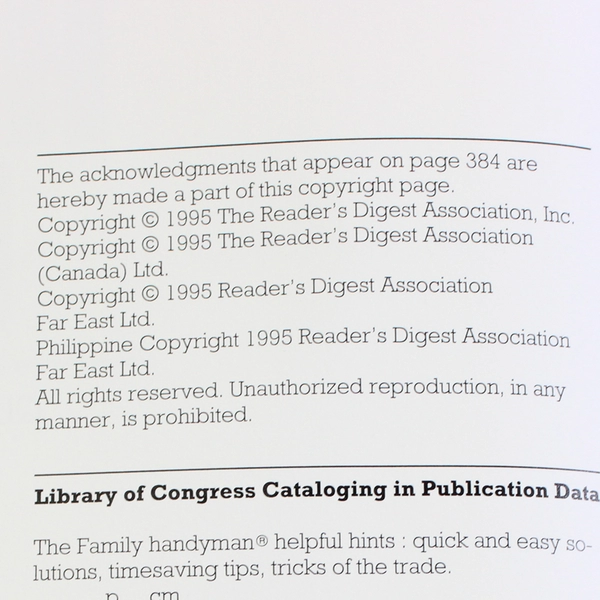 The acknowledgments that appear on page 384 are
hereby made a part of this copyright page.
Copyright © 1995 The Reader's Digest Association, Inc.
Copyright © 1995 The Reader's Digest Association
(Canada) Ltd.
Copyright © 1995 Reader's Digest Association
Far East Ltd.
Philippine Copyright 1995 Reader's Digest Association
Far East Ltd.
All rights reserved. Unauthorized reproduction, in any
manner, is prohibited.
Library of Congress Cataloging in Publication Data
The Family handyman® helpful hints : quick and easy so-
lutions, timesaving tips, tricks of the trade.
p. cm.